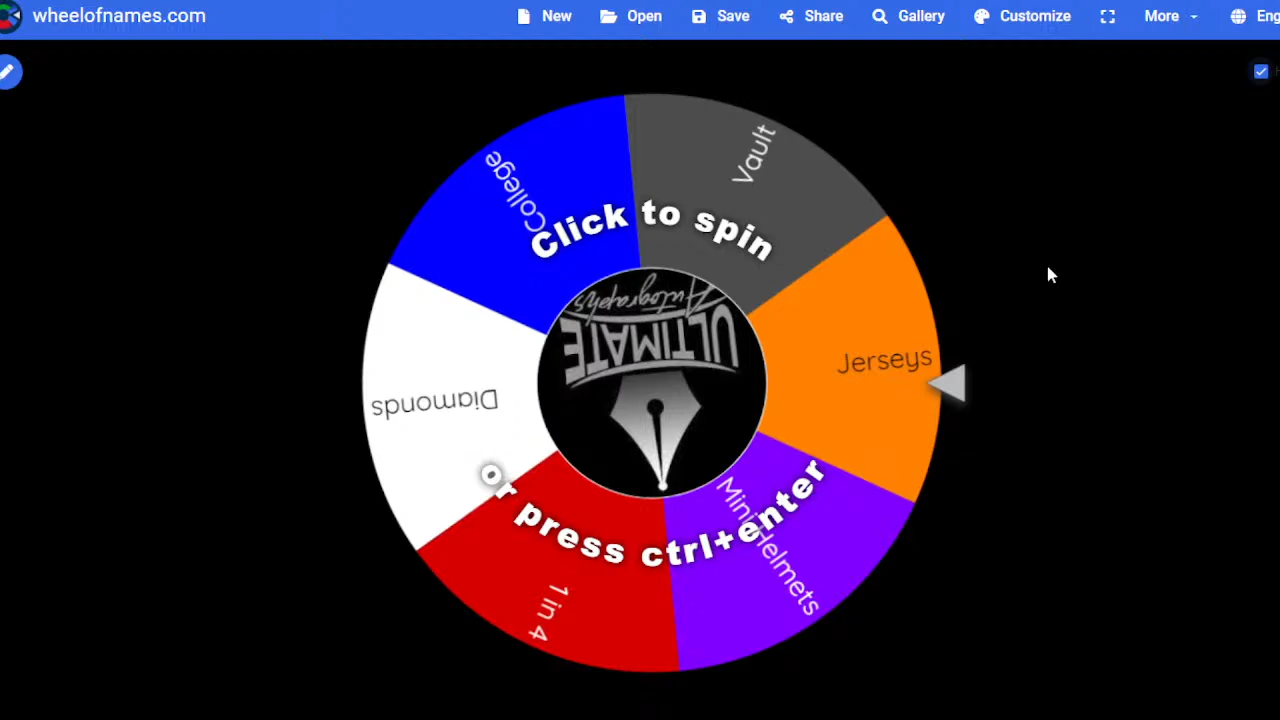 wheelofnames.com
New
Open
Save
Share
Gallery
Customize
More
Eng
College
Vault
Click to spin
Jerseys
Autographs
ULTIMATE
Diamonds
or press ctrl+enter
Mini Helmets
1 in 4